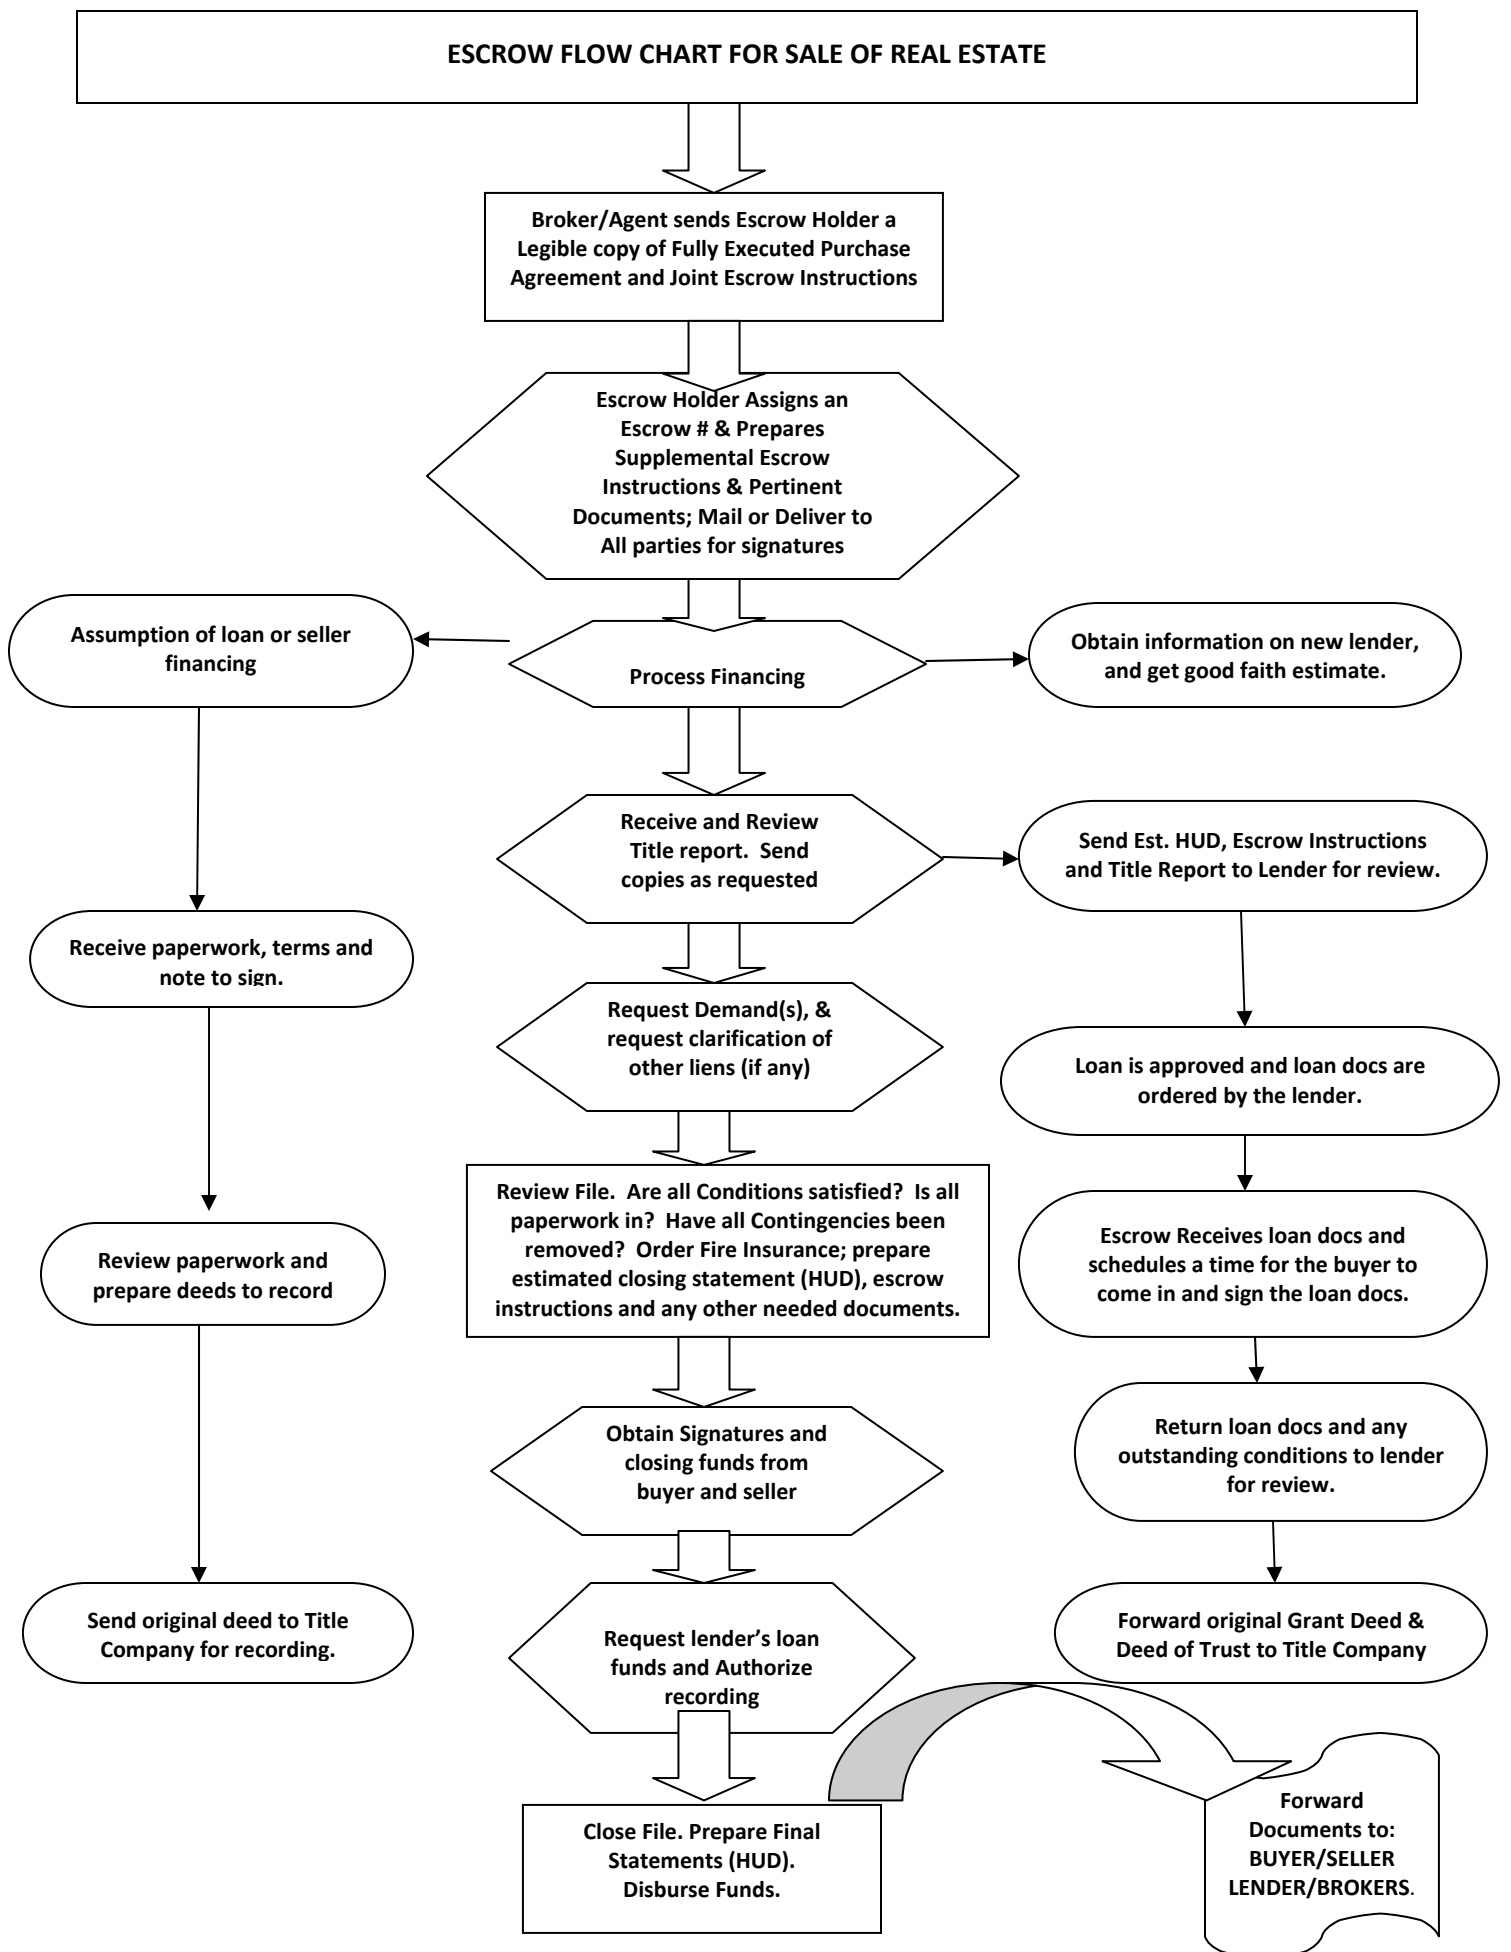 ESCROW FLOW CHART FOR SALE OF REAL ESTATE
Broker/Agent sends Escrow Holder a
Legible copy of Fully Executed Purchase
Agreement and Joint Escrow Instructions
Escrow Holder Assigns an
Escrow # & Prepares
Supplemental Escrow
Instructions & Pertinent
Documents; Mail or Deliver to
All parties for signatures
Assumption of loan or seller
financing
Process Financing
Obtain information on new lender,
and get good faith estimate.
Receive and Review
Title report.  Send
copies as requested
Send Est. HUD, Escrow Instructions
and Title Report to Lender for review.
Receive paperwork, terms and
note to sign.
Request Demand(s), &
request clarification of
other liens (if any)
Loan is approved and loan docs are
ordered by the lender.
Review File.  Are all Conditions satisfied?  Is all
paperwork in?  Have all Contingencies been
removed?  Order Fire Insurance; prepare
estimated closing statement (HUD), escrow
instructions and any other needed documents.
Review paperwork and
prepare deeds to record
Escrow Receives loan docs and
schedules a time for the buyer to
come in and sign the loan docs.
Obtain Signatures and
closing funds from
buyer and seller
Return loan docs and any
outstanding conditions to lender
for review.
Send original deed to Title
Company for recording.
Request lender’s loan
funds and Authorize
recording
Forward original Grant Deed &
Deed of Trust to Title Company
Close File. Prepare Final
Statements (HUD).
Disburse Funds.
Forward
Documents to:
BUYER/SELLER
LENDER/BROKERS.